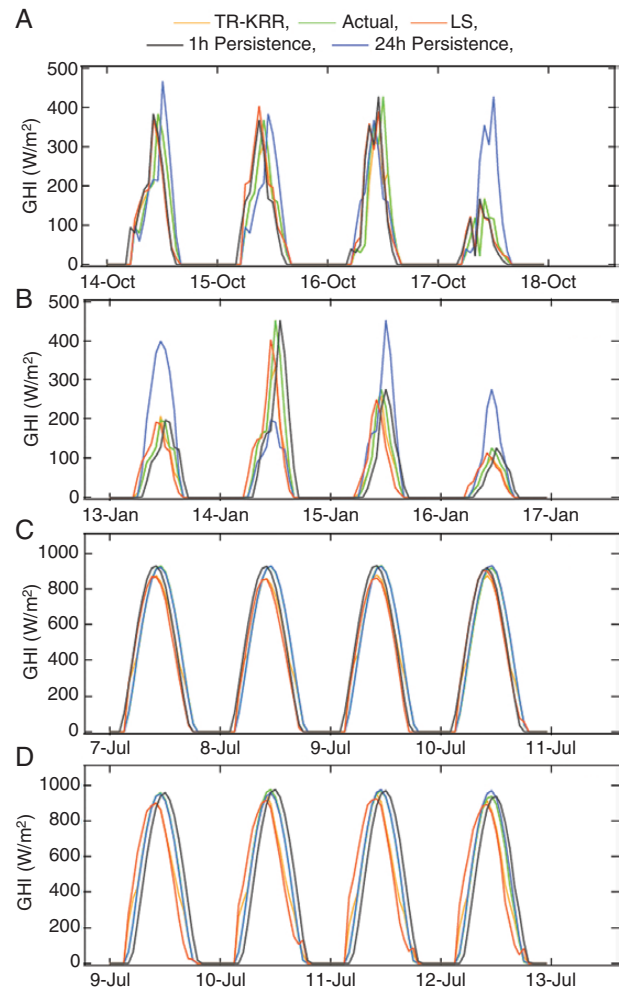 A
TR-KRR, Actual, LS,
1h Persistence, 24h Persistence,
500
400
300
200
100
0
GHI (W/m²)
14-Oct 15-Oct 16-Oct 17-Oct 18-Oct
B
500
400
300
200
100
0
GHI (W/m²)
13-Jan 14-Jan 15-Jan 16-Jan 17-Jan
C
1000
800
600
400
200
0
GHI (W/m²)
7-Jul 8-Jul 9-Jul 10-Jul 11-Jul
D
1000
800
600
400
200
0
GHI (W/m²)
9-Jul 10-Jul 11-Jul 12-Jul 13-Jul